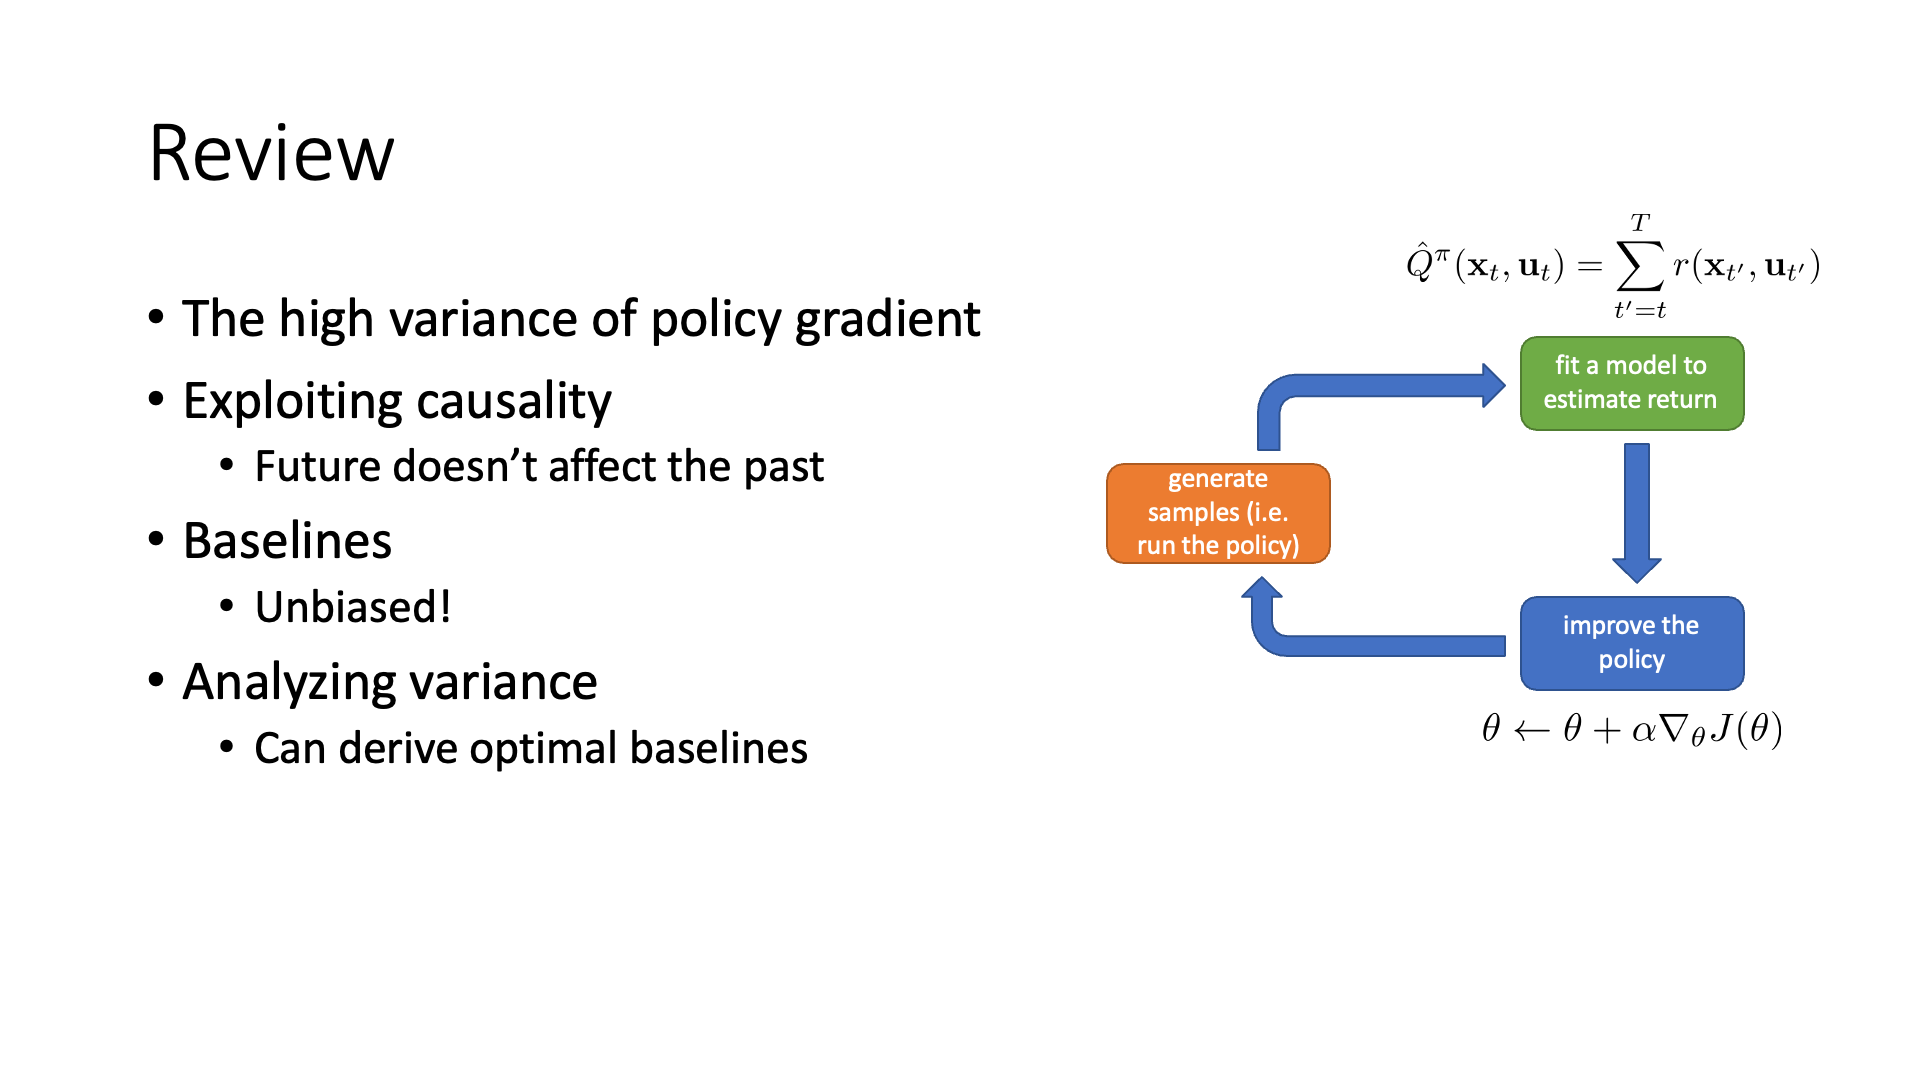 Review
• The high variance of policy gradient
• Exploiting causality
• Future doesn’t affect the past
• Baselines
• Unbiased!
• Analyzing variance
• Can derive optimal baselines
$\hat{Q}^{\pi}(\mathbf{x}_t, \mathbf{u}_t) = \sum_{t'=t}^{T} r(\mathbf{x}_{t'}, \mathbf{u}_{t'})$
fit a model to
estimate return
generate
samples (i.e.
run the policy)
improve the
policy
$\theta \leftarrow \theta + \alpha \nabla_{\theta} J(\theta)$